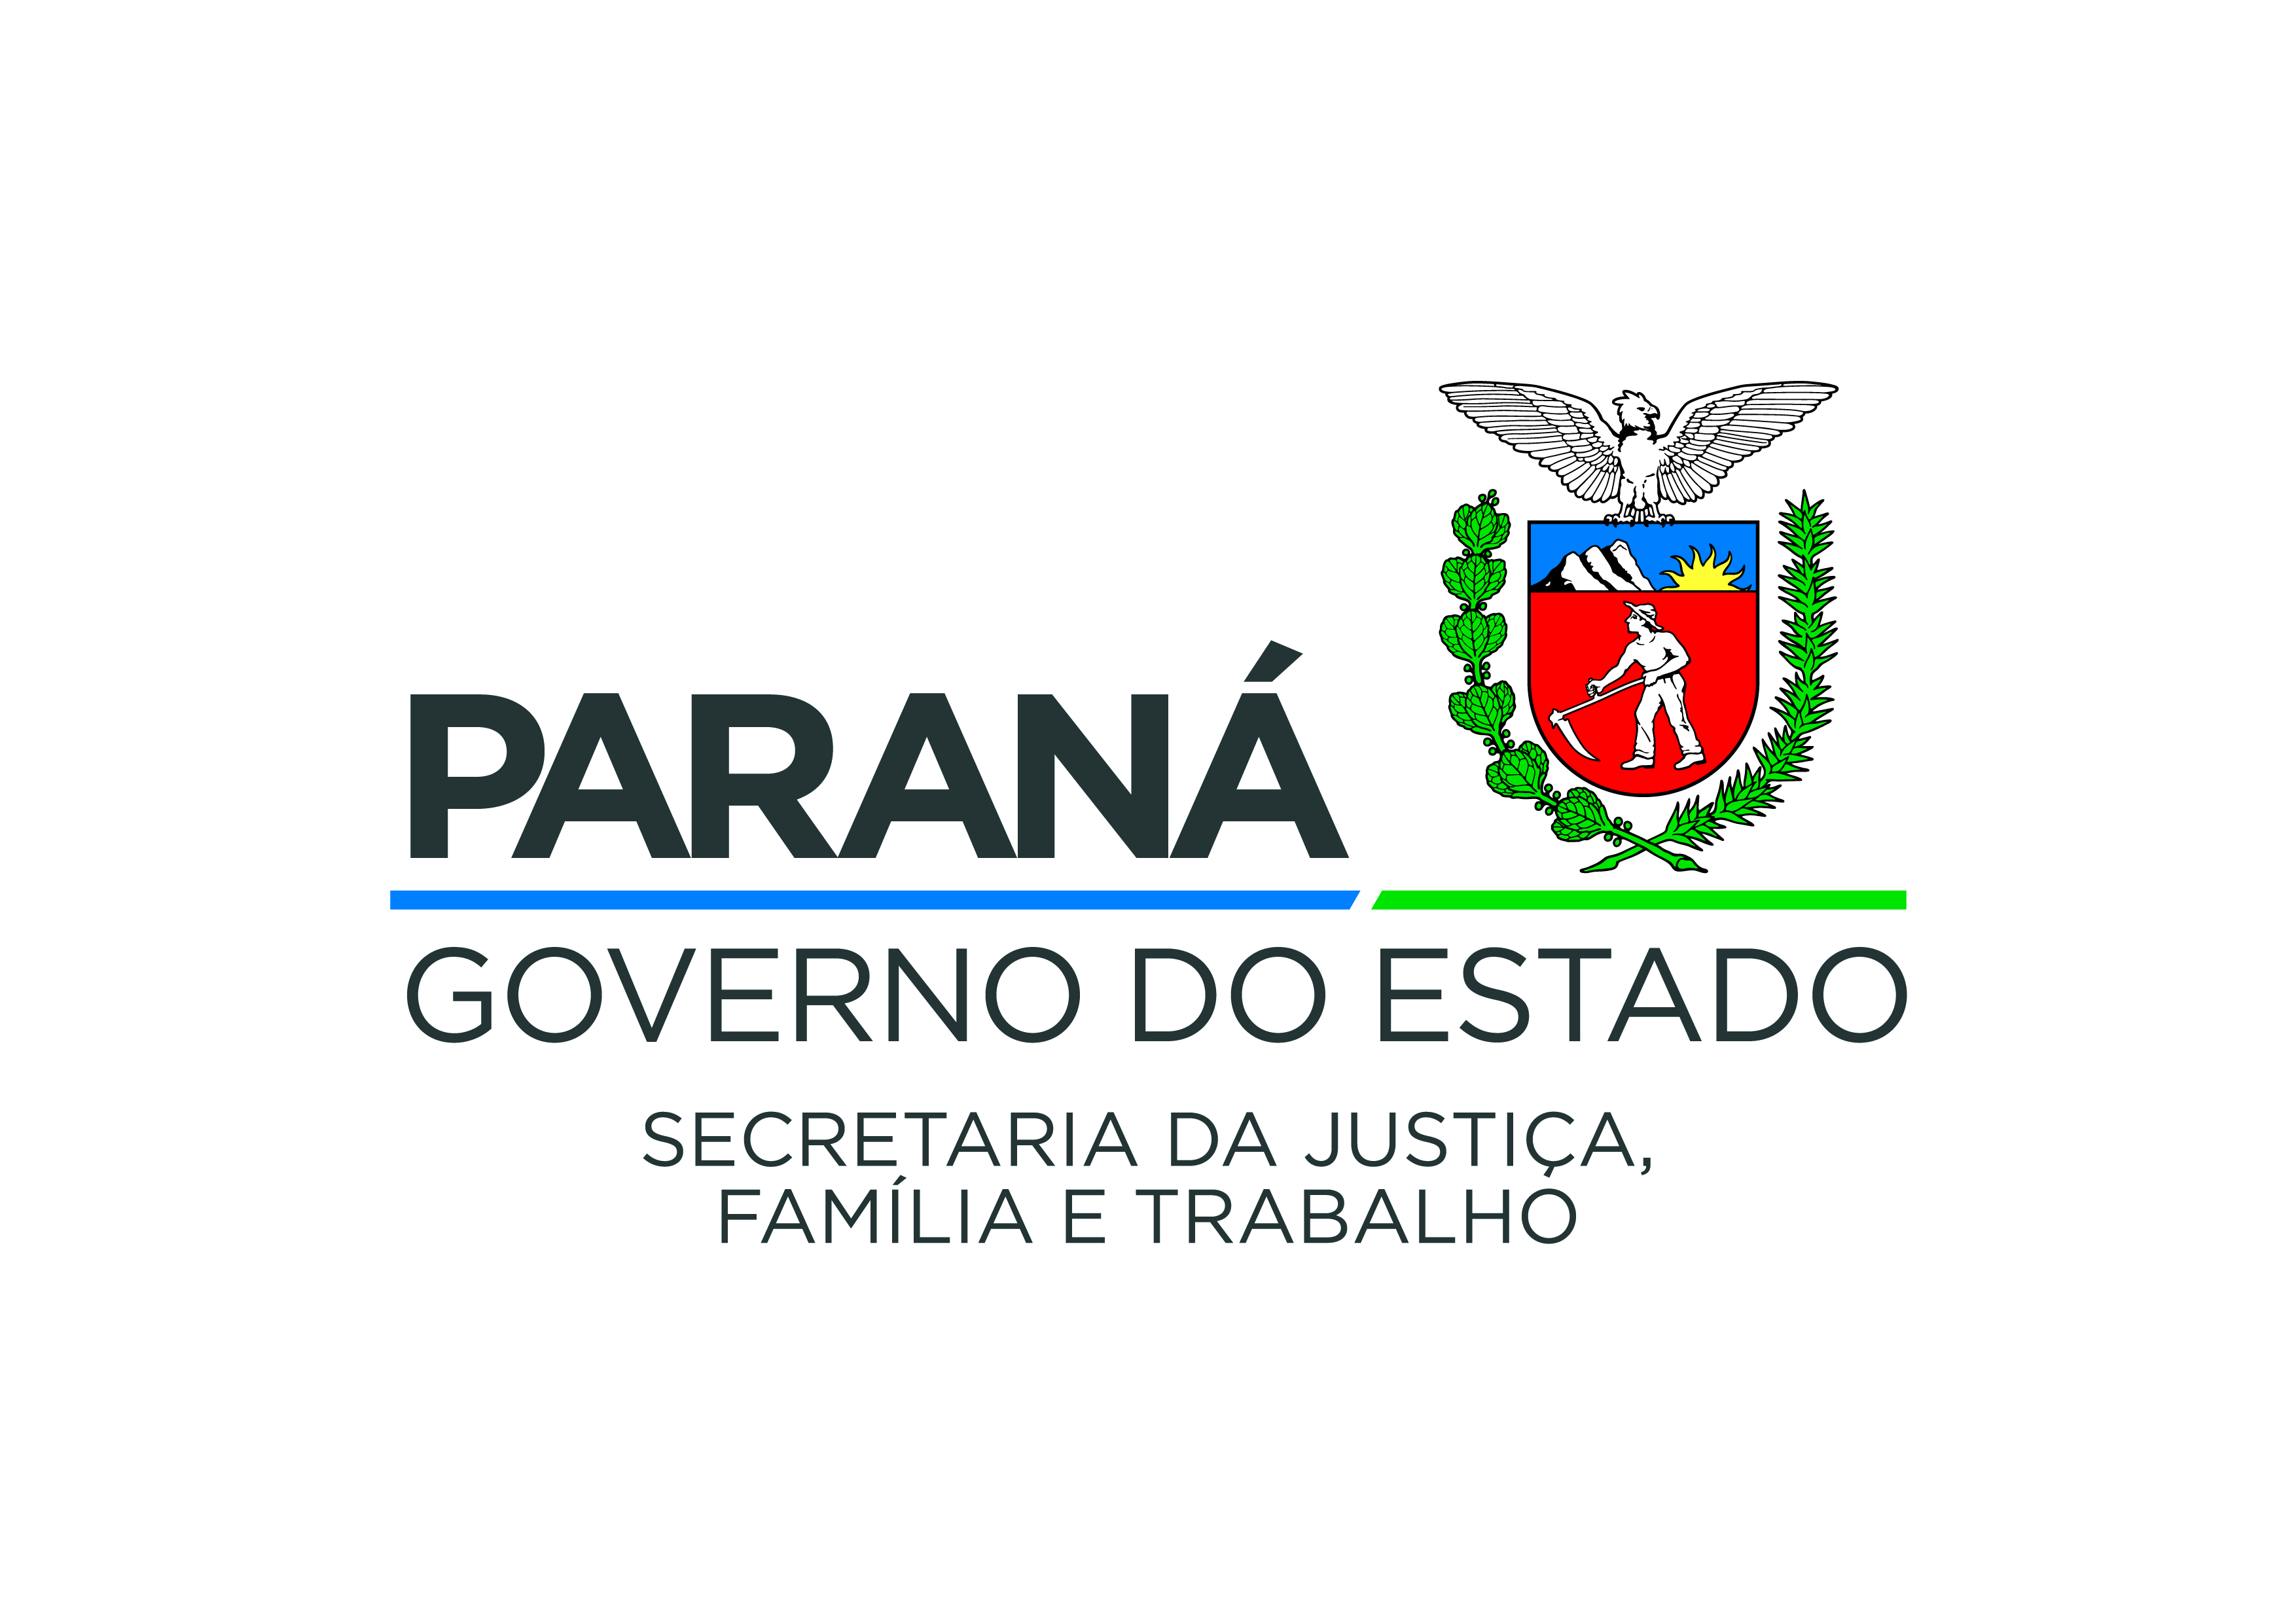 PARANÁ
GOVERNO DO ESTADO
SECRETARIA DA JUSTIÇA,
FAMÍLIA E TRABALHO